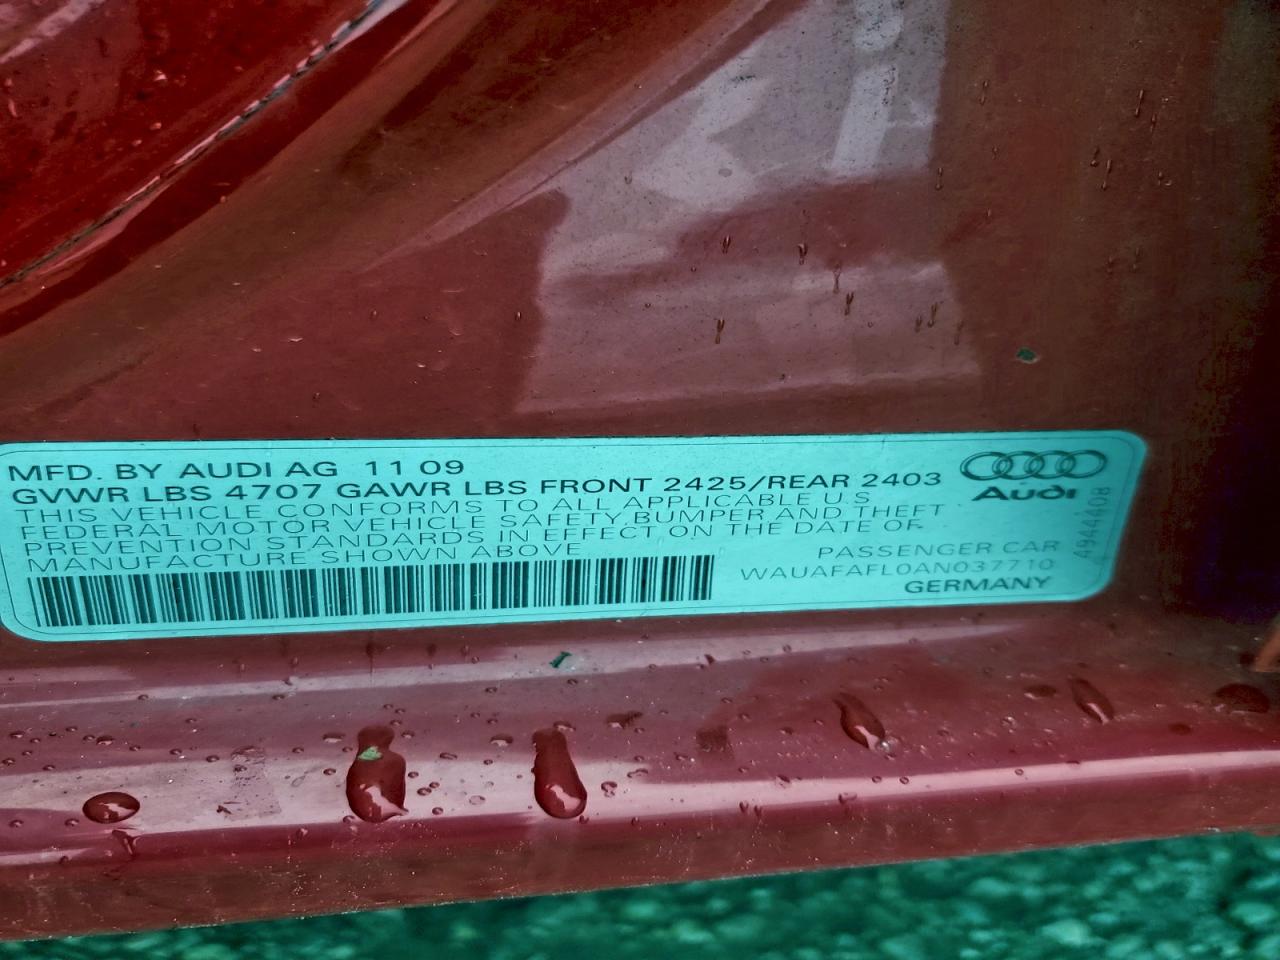 MFD. BY AUDI AG 11 09
GVWR LBS 4707 GAWR LBS FRONT 2425/REAR 2403
THIS VEHICLE CONFORMS TO ALL APPLICABLE U.S
FEDERAL MOTOR VEHICLE SAFETY,BUMPER AND THEFT
PREVENTION STANDARDS IN EFFECT ON THE DATE OF
MANUFACTURE SHOWN ABOVE
Audi
4944408
PASSENGER CAR
WAUAFAFL0AN037710
GERMANY